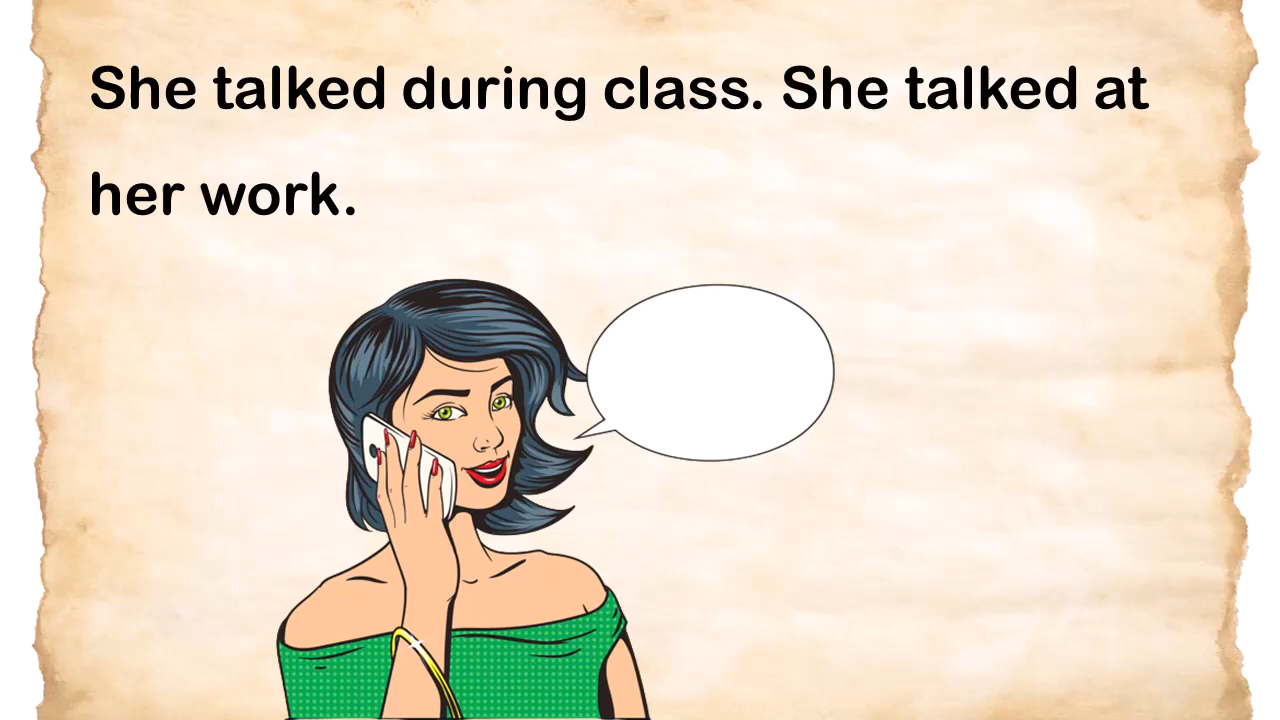 She talked during class. She talked at
her work.